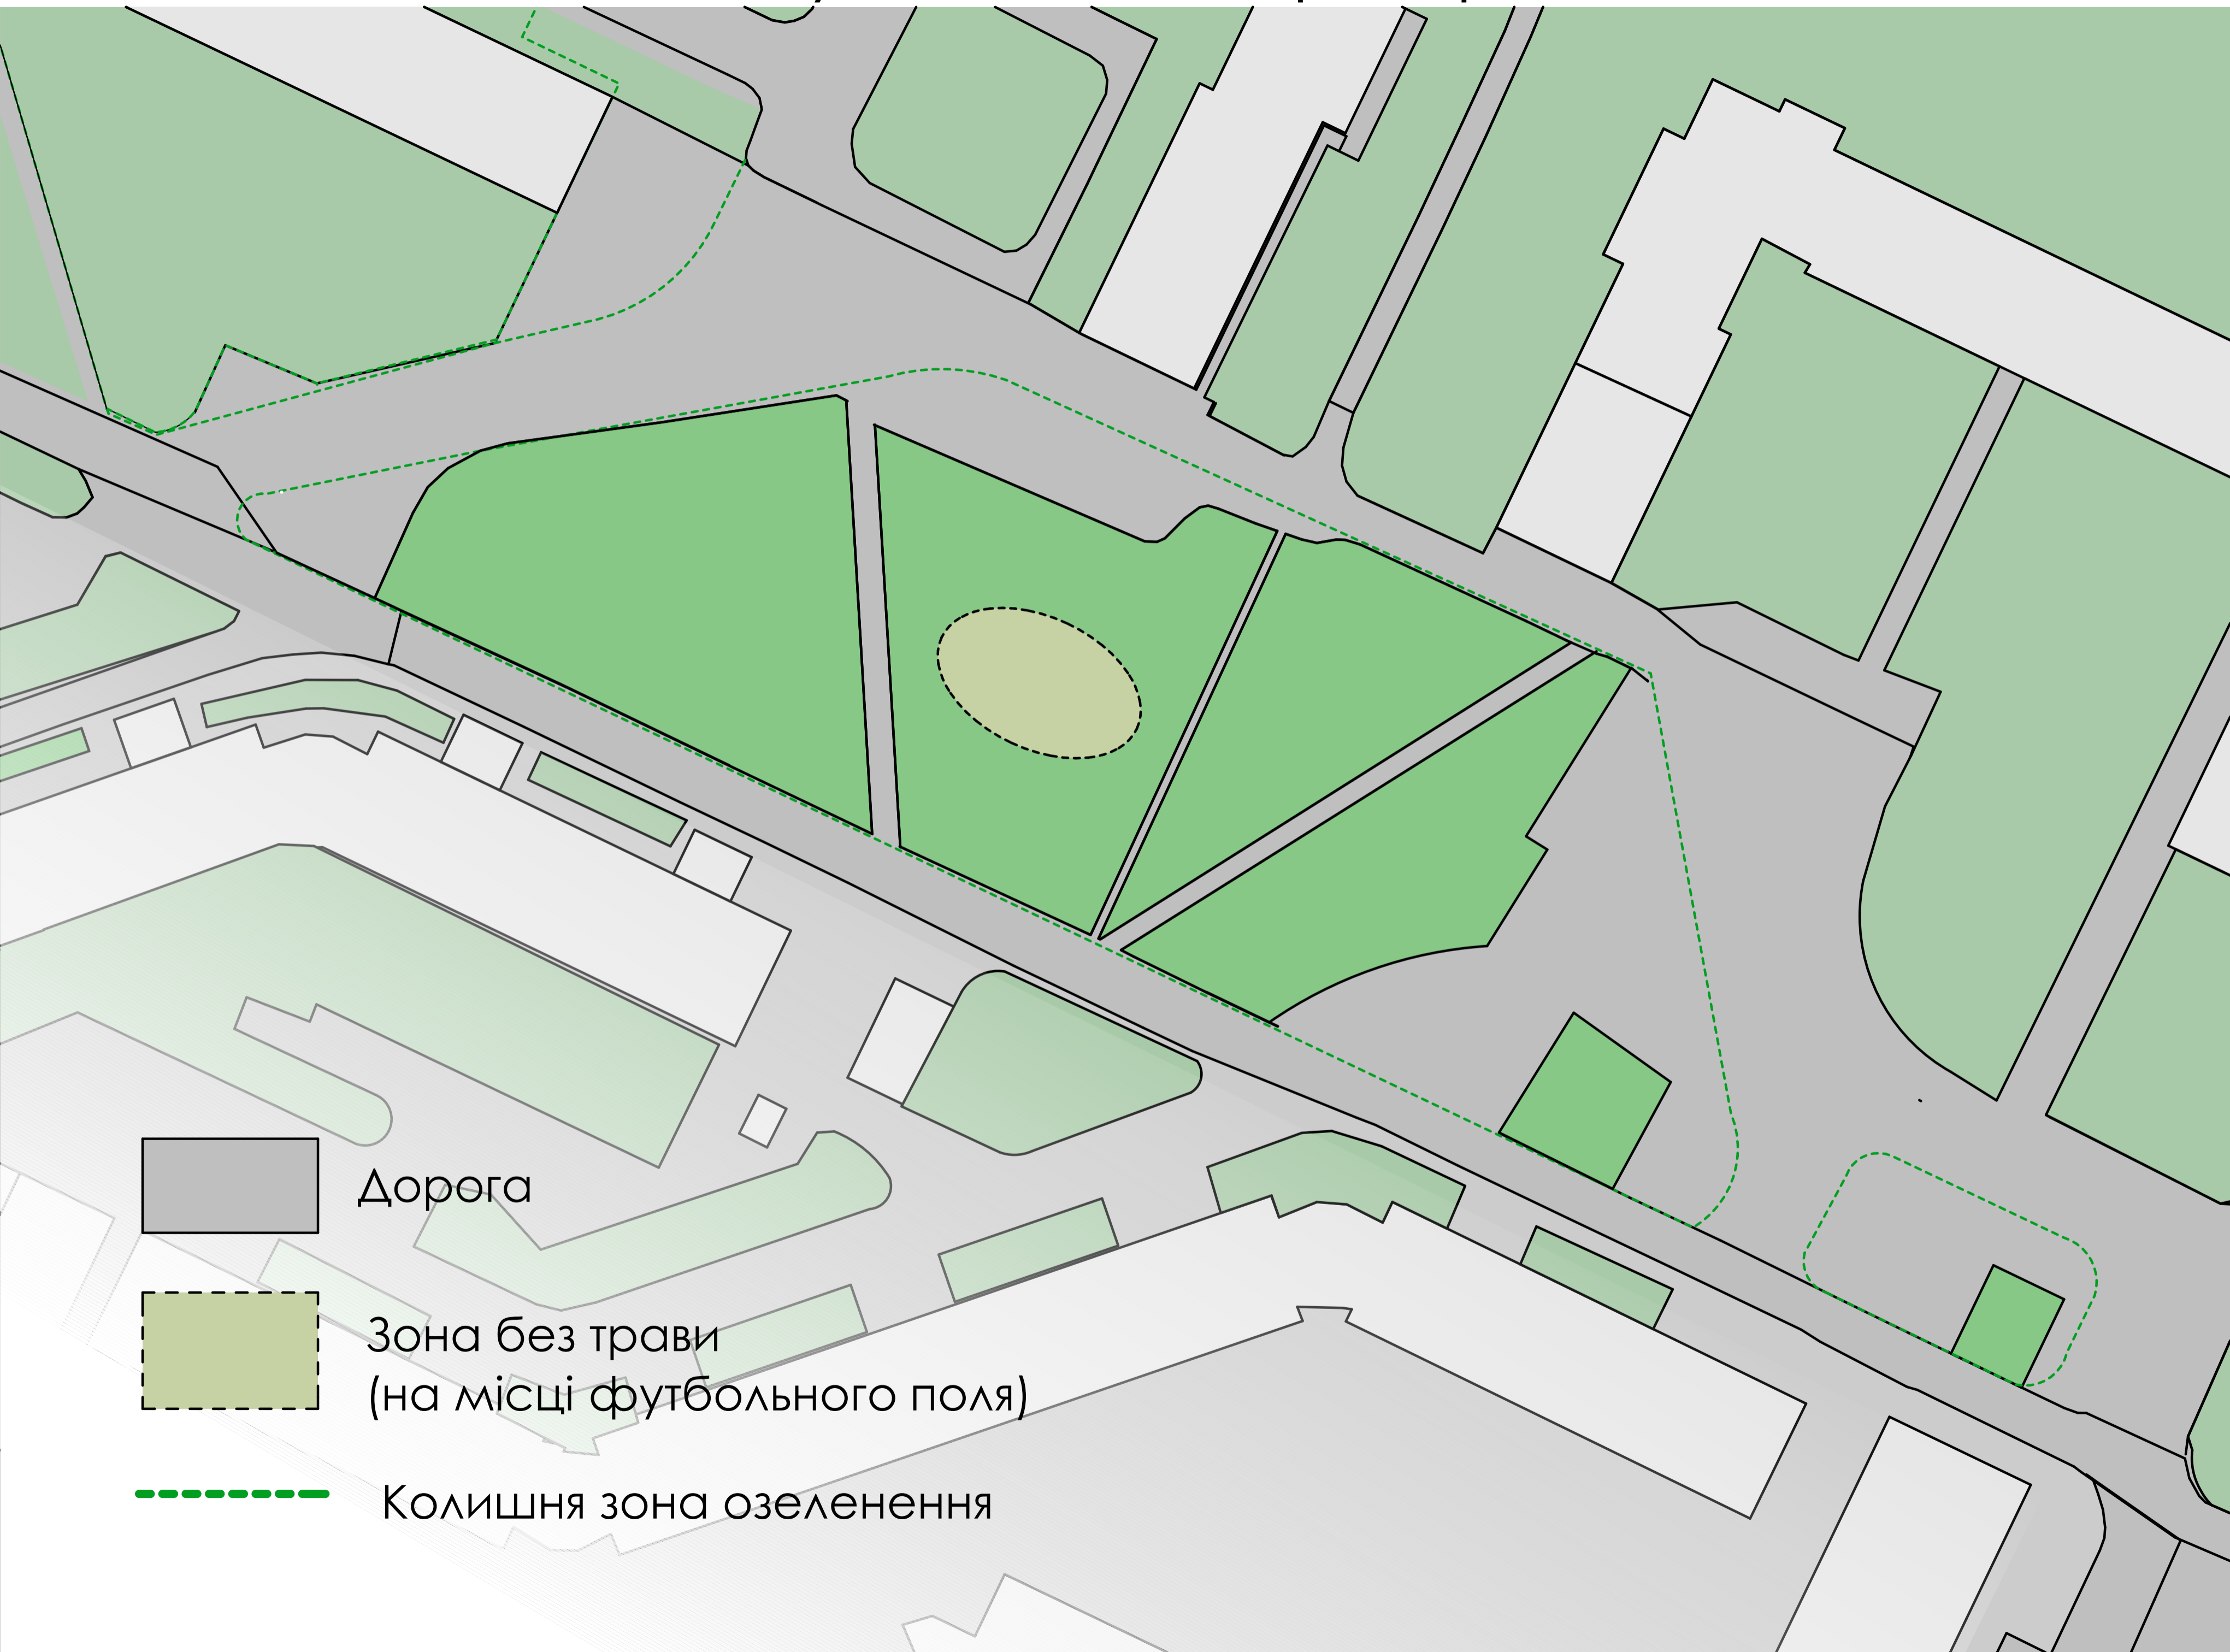 Дорога
Зона без трави
(на місці футбольного поля)
Колишня зона озеленення